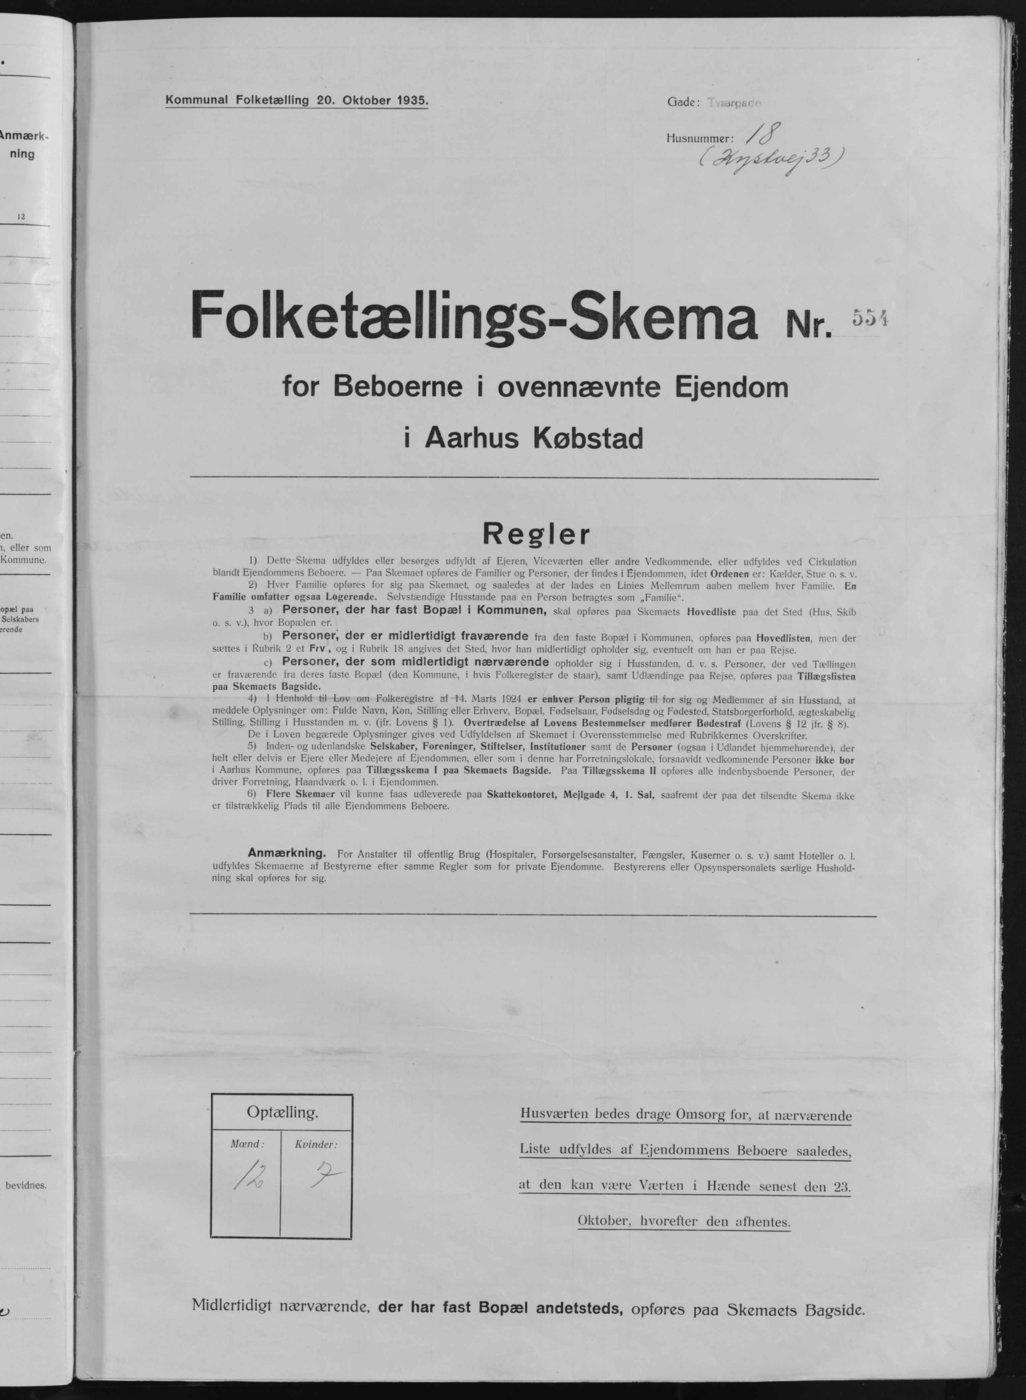 Anmærk-
ning
12
en.
n, eller som
Kommune.
opæl paa
Selskabers
erende
bevidnes.
Kommunal Folketælling 20. Oktober 1935.
Gade: Tværgade
Husnummer: 18
(Kystvej 33)
Folketællings-Skema Nr. 554
for Beboerne i ovennævnte Ejendom
i Aarhus Købstad
Regler
1) Dette Skema udfyldes eller besørges udfyldt af Ejeren, Viceværten eller andre Vedkommende, eller udfyldes ved Cirkulation
blandt Ejendommens Beboere. — Paa Skemaet opføres de Familier og Personer, der findes i Ejendommen, idet Ordenen er: Kælder, Stue o. s. v.
2) Hver Familie opføres for sig paa Skemaet, og saaledes at der lades en Linies Mellemrum aaben mellem hver Familie. En
Familie omfatter ogsaa Logerende. Selvstændige Husstande paa en Person betragtes som „Familie“.
3 a) Personer, der har fast Bopæl i Kommunen, skal opføres paa Skemaets Hovedliste paa det Sted (Hus, Skib
o. s. v.), hvor Bopælen er.
b) Personer, der er midlertidigt fraværende fra den faste Bopæl i Kommunen, opføres paa Hovedlisten, men der
sættes i Rubrik 2 et Frv., og i Rubrik 18 angives det Sted, hvor han midlertidigt opholder sig, eventuelt om han er paa Rejse.
c) Personer, der som midlertidigt nærværende opholder sig i Husstanden, d. v. s. Personer, der ved Tællingen
er fraværende fra deres faste Bopæl (den Kommune, i hvis Folkeregister de staar), samt Udlændinge paa Rejse, opføres paa Tillægslisten
paa Skemaets Bagside.
4) I Henhold til Lov om Folkeregistre af 14. Marts 1924 er enhver Person pligtig til for sig og Medlemmer af sin Husstand, at
meddele Oplysninger om: Fulde Navn, Køn, Stilling eller Erhverv, Bopæl, Fødselsaar, Fødselsdag og Fødested, Statsborgerforhold, ægteskabelig
Stilling, Stilling i Husstanden m. v. (jfr. Lovens § 1). Overtrædelse af Lovens Bestemmelser medfører Bødestraf (Lovens § 12 jfr. § 8).
De i Loven begærede Oplysninger gives ved Udfyldelsen af Skemaet i Overensstemmelse med Rubrikkernes Overskrifter.
5) Inden- og udenlandske Selskaber, Foreninger, Stiftelser, Institutioner samt de Personer (ogsaa i Udlandet hjemmehørende), der
helt eller delvis er Ejere eller Medejere af Ejendommen, eller som i denne har Forretningslokale, forsaavidt vedkommende Personer ikke bor
i Aarhus Kommune, opføres paa Tillægsskema I paa Skemaets Bagside. Paa Tillægsskema II opføres alle indenbysboende Personer, der
driver Forretning, Haandværk o. l. i Ejendommen.
6) Flere Skemaer vil kunne faas udleverede paa Skattekontoret, Mejlgade 4, 1. Sal, saafremt der paa det tilsendte Skema ikke
er tilstrækkelig Plads til alle Ejendommens Beboere.
Anmærkning. For Anstalter til offentlig Brug (Hospitaler, Forsørgelsesanstalter, Fængsler, Kaserner o. s. v.) samt Hoteller o. l.
udfyldes Skemaerne af Bestyrerne efter samme Regler som for private Ejendomme. Bestyrerens eller Opsynspersonalets særlige Hushold-
ning skal opføres for sig.
Optælling.
Mænd: Kvinder:
12 7
Husværten bedes drage Omsorg for, at nærværende
Liste udfyldes af Ejendommens Beboere saaledes,
at den kan være Værten i Hænde senest den 23.
Oktober, hvorefter den afhentes.
Midlertidigt nærværende, der har fast Bopæl andetsteds, opføres paa Skemaets Bagside.